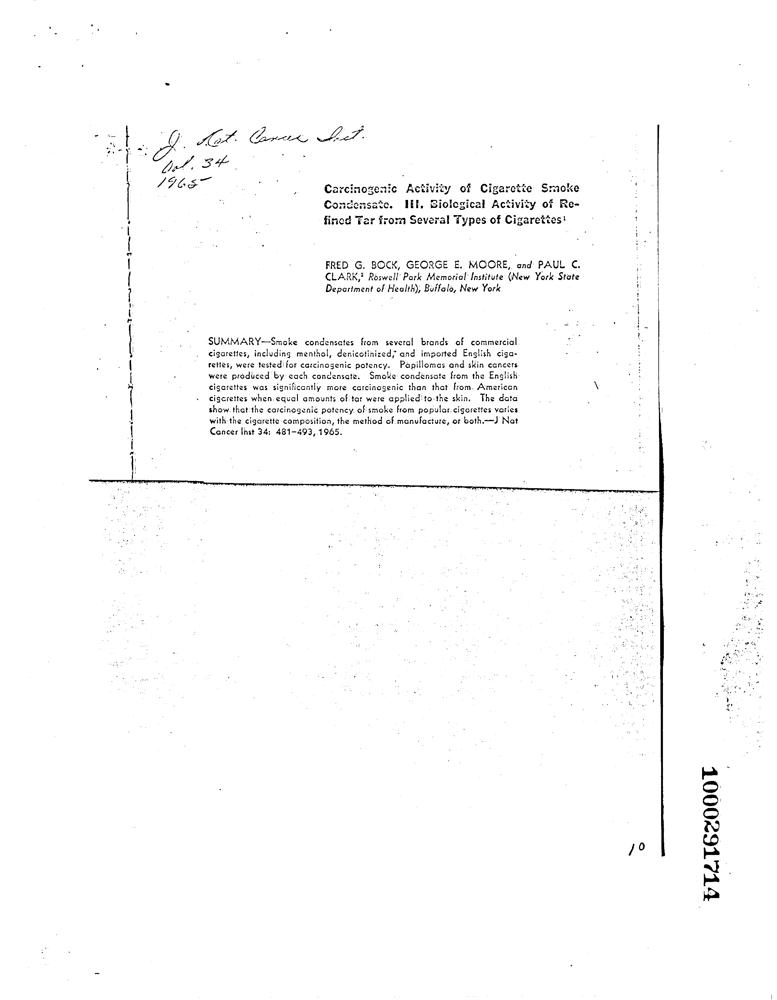 J. Nat. Cancer Inst.
Vol. 34
1965
Carcinogenic Activity of Cigarette Smoke
Condensate. III. Biological Activity of Re-
fined Tar from Several Types of Cigarettes¹
FRED G. BOCK, GEORGE E. MOORE, and PAUL C.
CLARK,² Roswell Park Memorial Institute (New York State
Department of Health), Buffalo, New York
SUMMARY—Smoke condensates from several brands of commercial
cigarettes, including menthol, denicotinized, and imported English ciga-
rettes, were tested for carcinogenic potency. Papillomas and skin cancers
were produced by each condensate. Smoke condensate from the English
cigarettes was significantly more carcinogenic than that from American
cigarettes when equal amounts of tar were applied to the skin. The data
show that the carcinogenic potency of smoke from popular cigarettes varies
with the cigarette composition, the method of manufacture, or both.—J Nat
Cancer Inst 34: 481-493, 1965.
10
1000291714